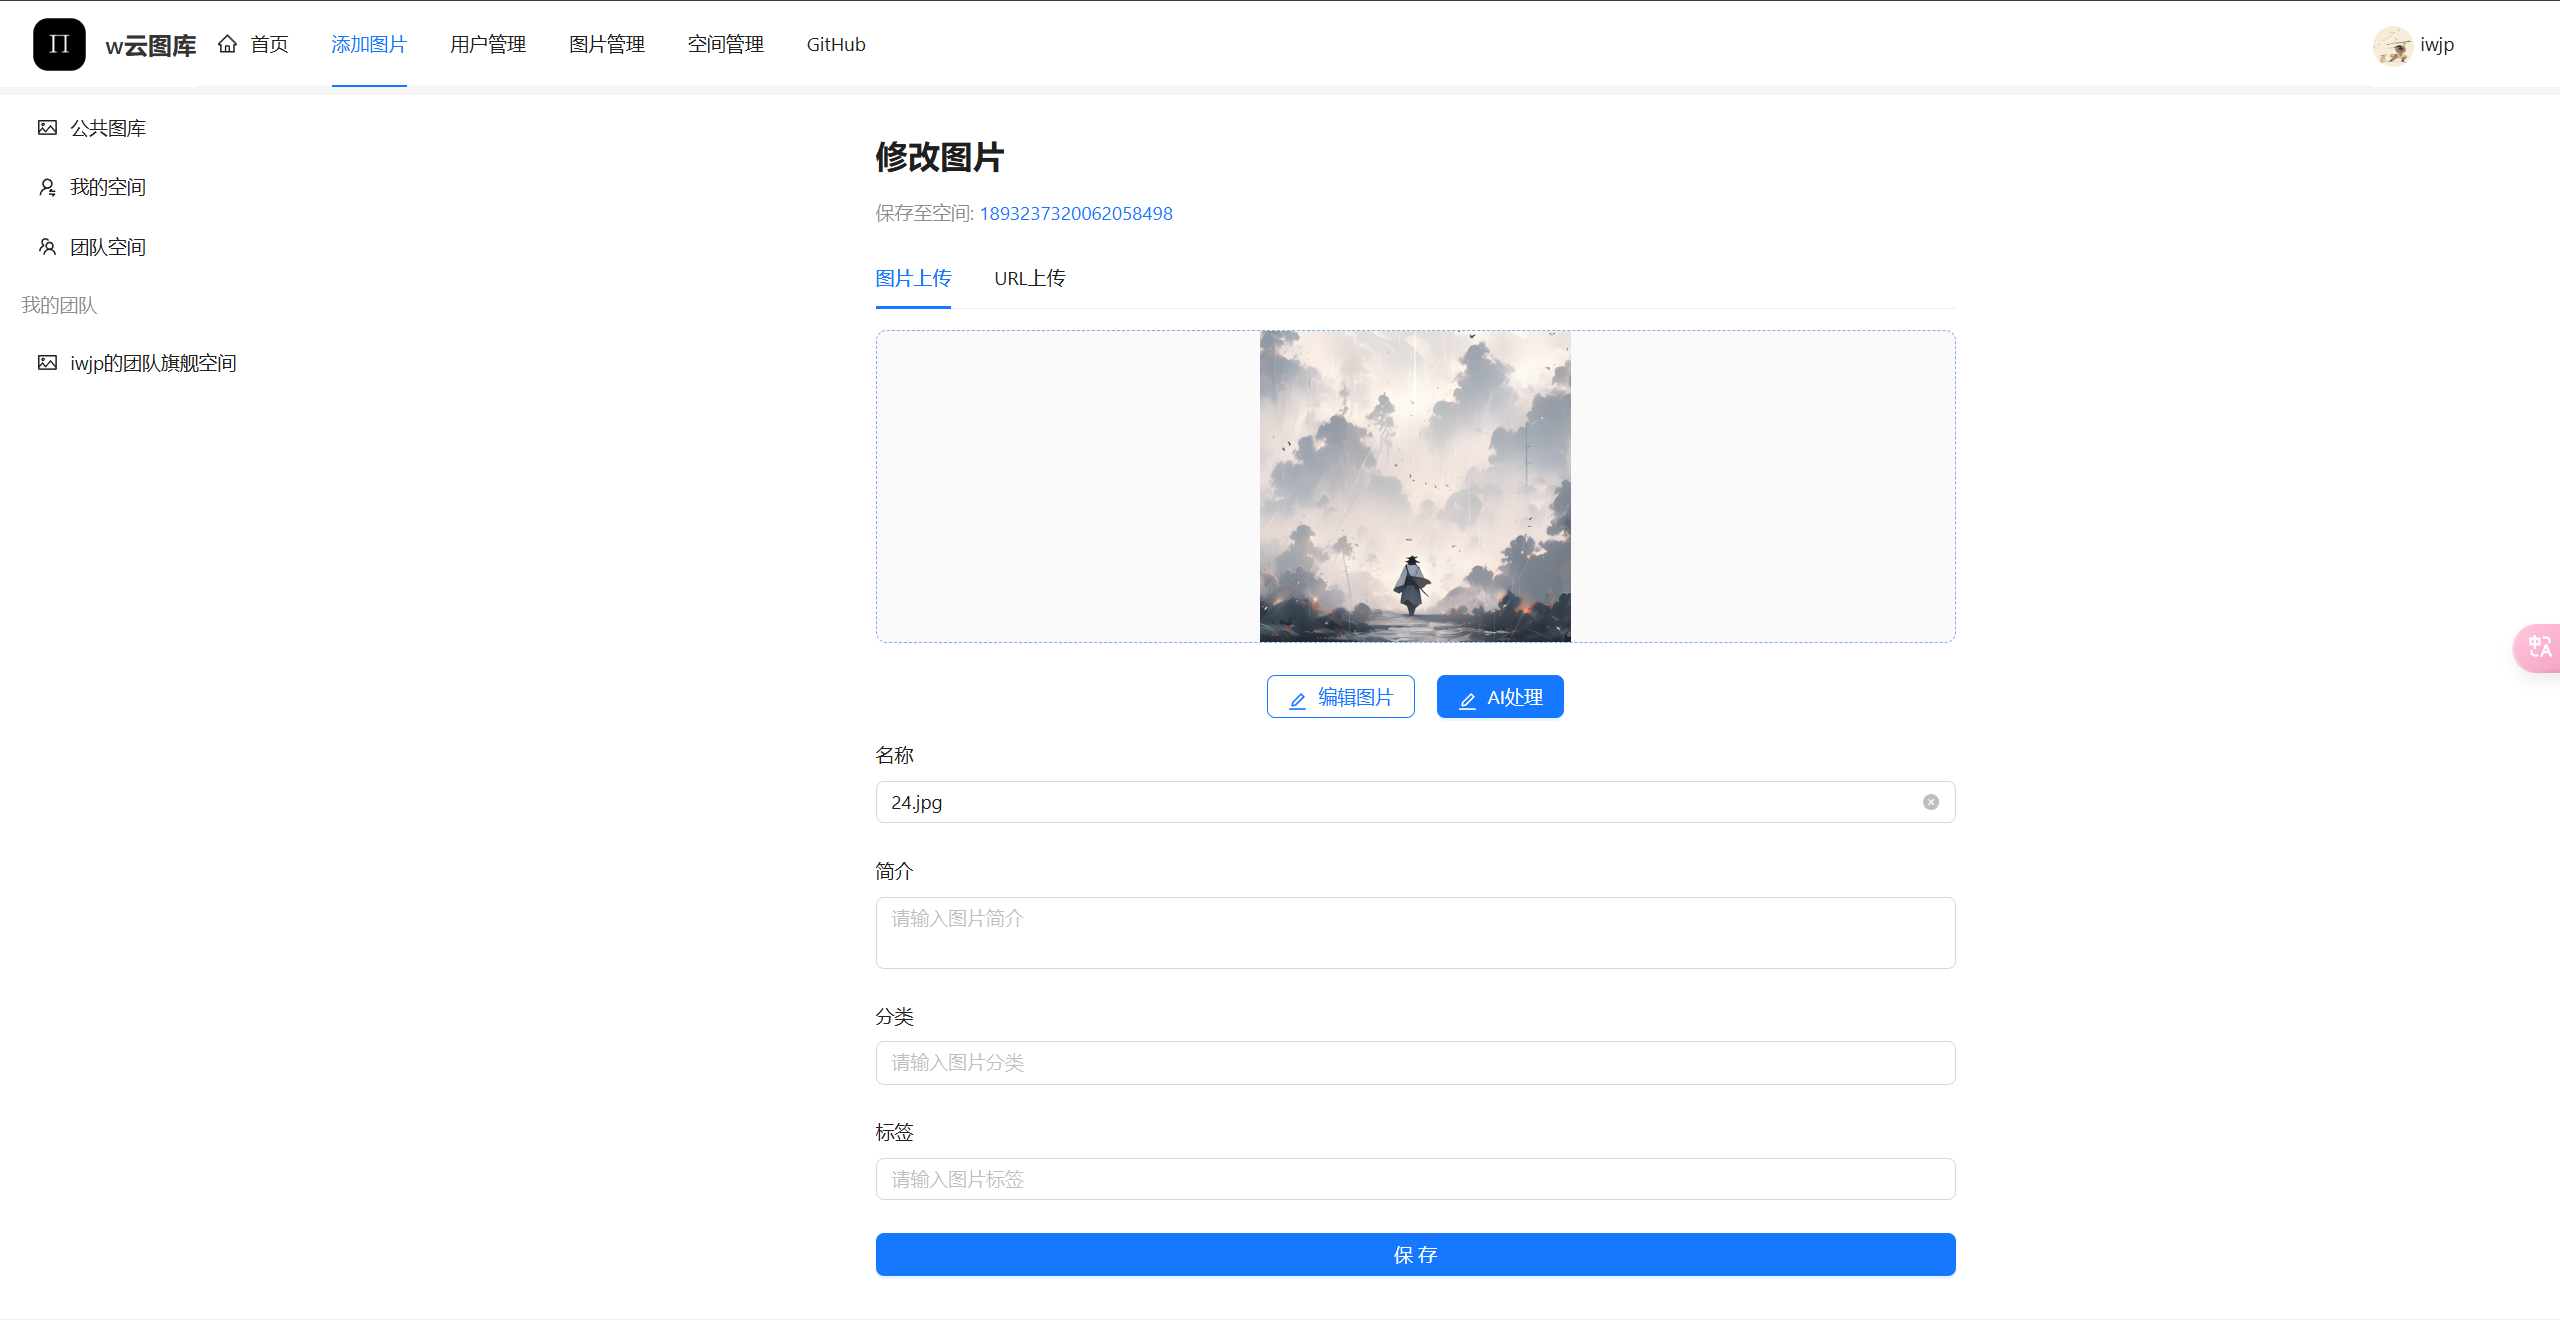 Π w云图库 首页 添加图片 用户管理 图片管理 空间管理 GitHub iwjp
公共图库
我的空间
团队空间
我的团队
iwjp的团队旗舰空间
修改图片
保存至空间: 1893237320062058498
图片上传 URL上传
编辑图片 AI处理
名称
24.jpg
简介
请输入图片简介
分类
请输入图片分类
标签
请输入图片标签
保 存
中A